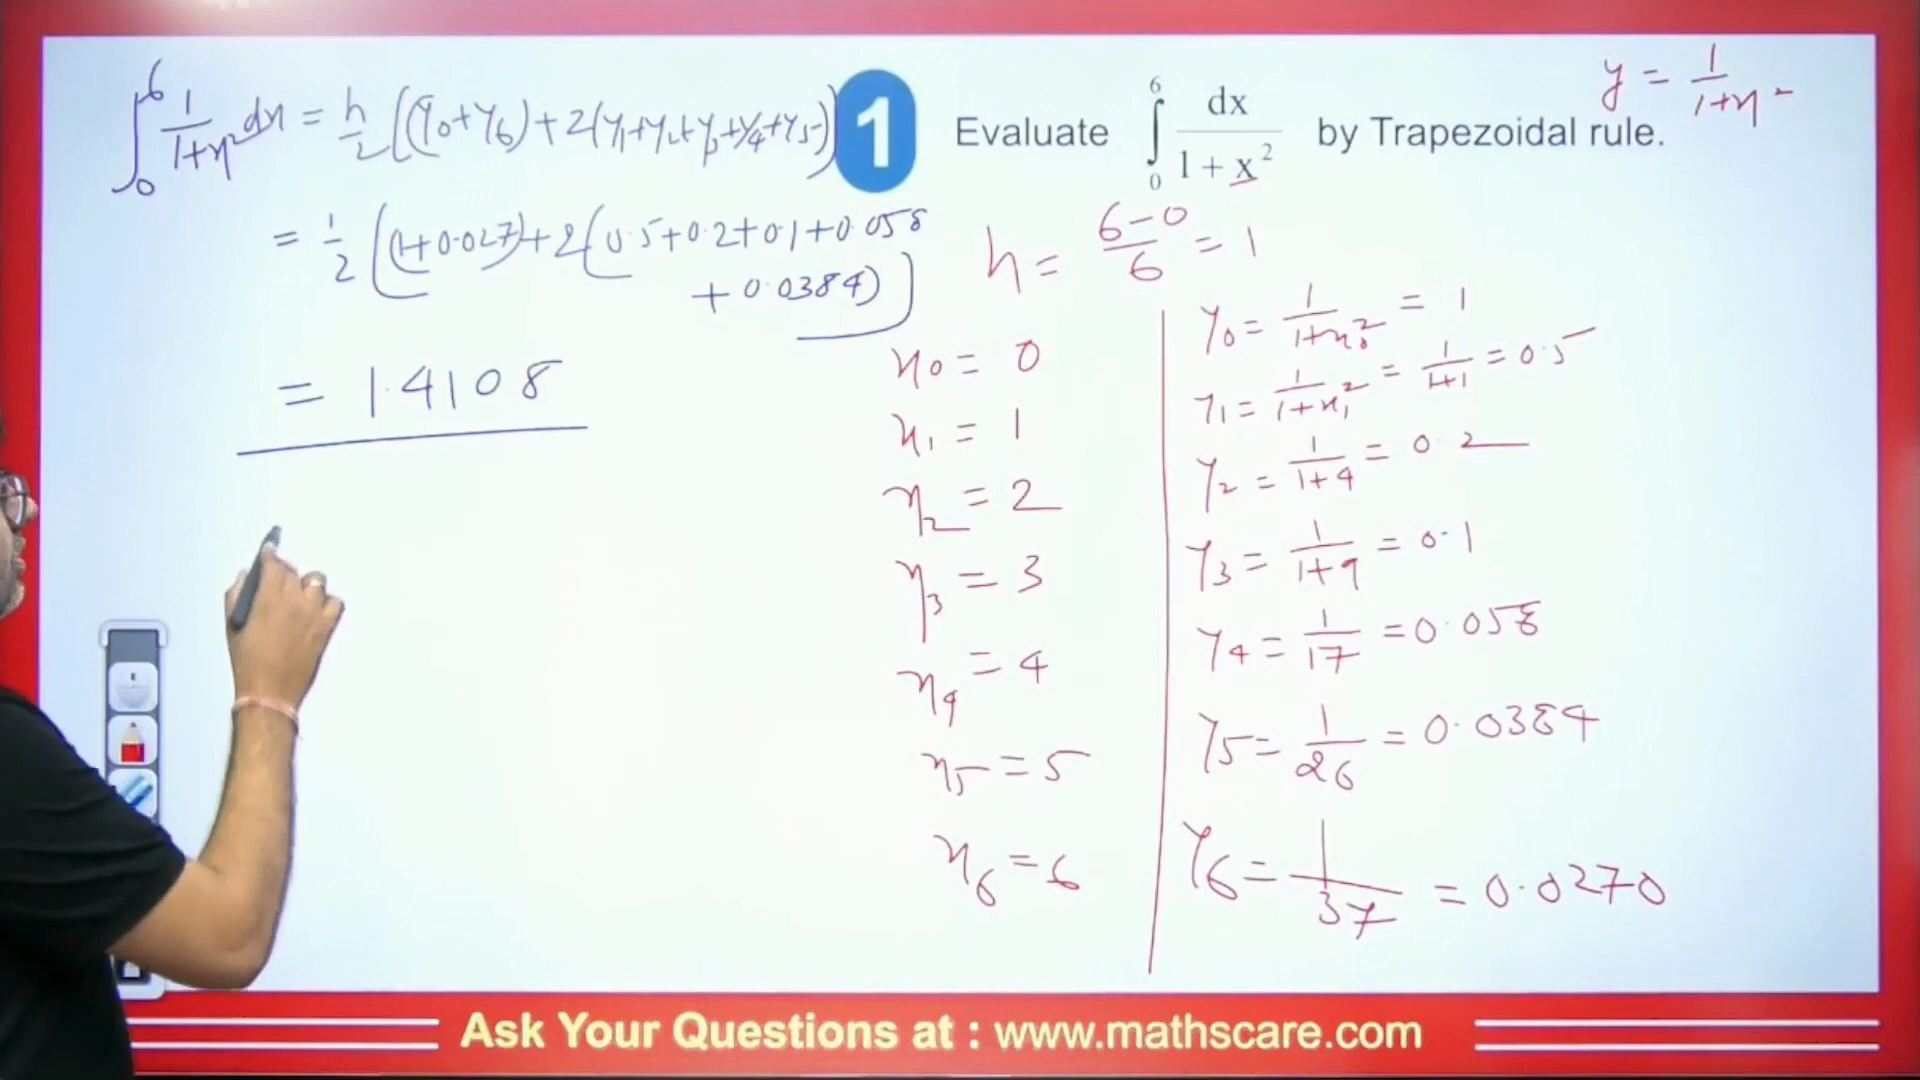 ∫₀⁶ 1/(1+x²) dx = h/2 [(y0+y6)+2(y1+y2+y3+y4+y5)]
= 1/2 [(1+0.027)+2(0.5+0.2+0.1+0.058
+0.0384)]
= 1.4108
1 Evaluate ∫₀⁶ dx/(1 + x²) by Trapezoidal rule.
y = 1/(1+x²)
h = (6-0)/6 = 1
x0 = 0
x1 = 1
x2 = 2
x3 = 3
x4 = 4
x5 = 5
x6 = 6
y0 = 1/(1+x0²) = 1
y1 = 1/(1+x1²) = 1/(1+1) = 0.5
y2 = 1/(1+4) = 0.2
y3 = 1/(1+9) = 0.1
y4 = 1/17 = 0.058
y5 = 1/26 = 0.0384
y6 = 1/37 = 0.0270
Ask Your Questions at : www.mathscare.com